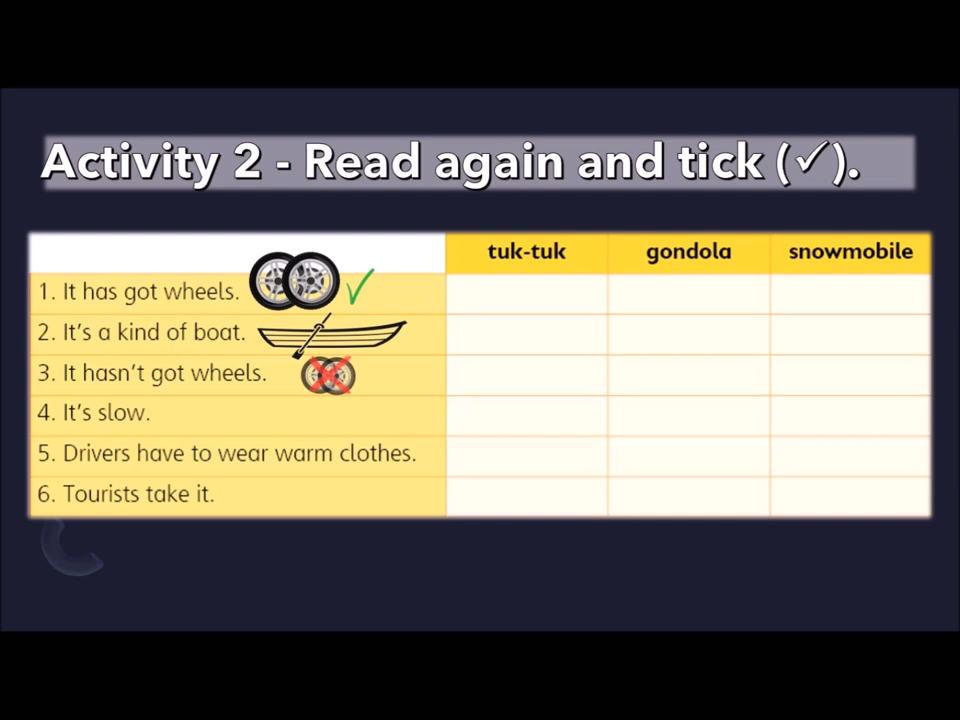 Activity 2 - Read again and tick (✓).
tuk-tuk gondola snowmobile
1. It has got wheels.
2. It's a kind of boat.
3. It hasn't got wheels.
4. It's slow.
5. Drivers have to wear warm clothes.
6. Tourists take it.